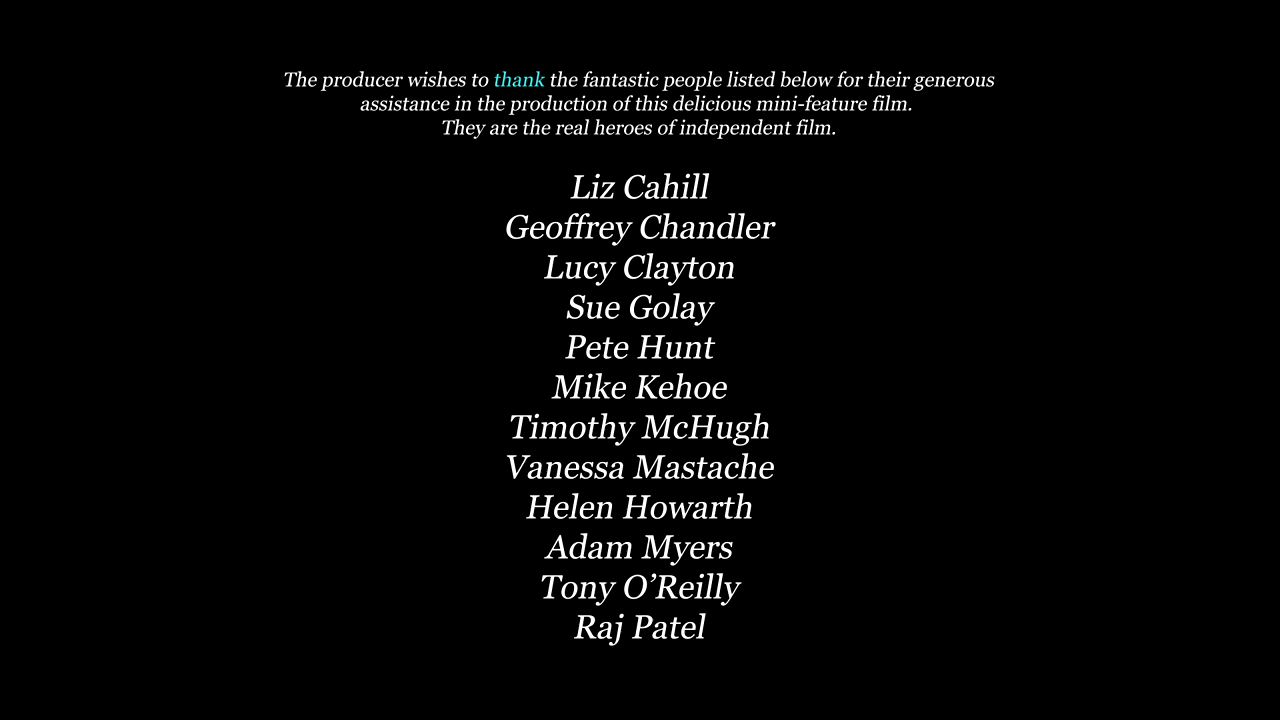 The producer wishes to thank the fantastic people listed below for their generous
assistance in the production of this delicious mini-feature film.
They are the real heroes of independent film.
Liz Cahill
Geoffrey Chandler
Lucy Clayton
Sue Golay
Pete Hunt
Mike Kehoe
Timothy McHugh
Vanessa Mastache
Helen Howarth
Adam Myers
Tony O’Reilly
Raj Patel